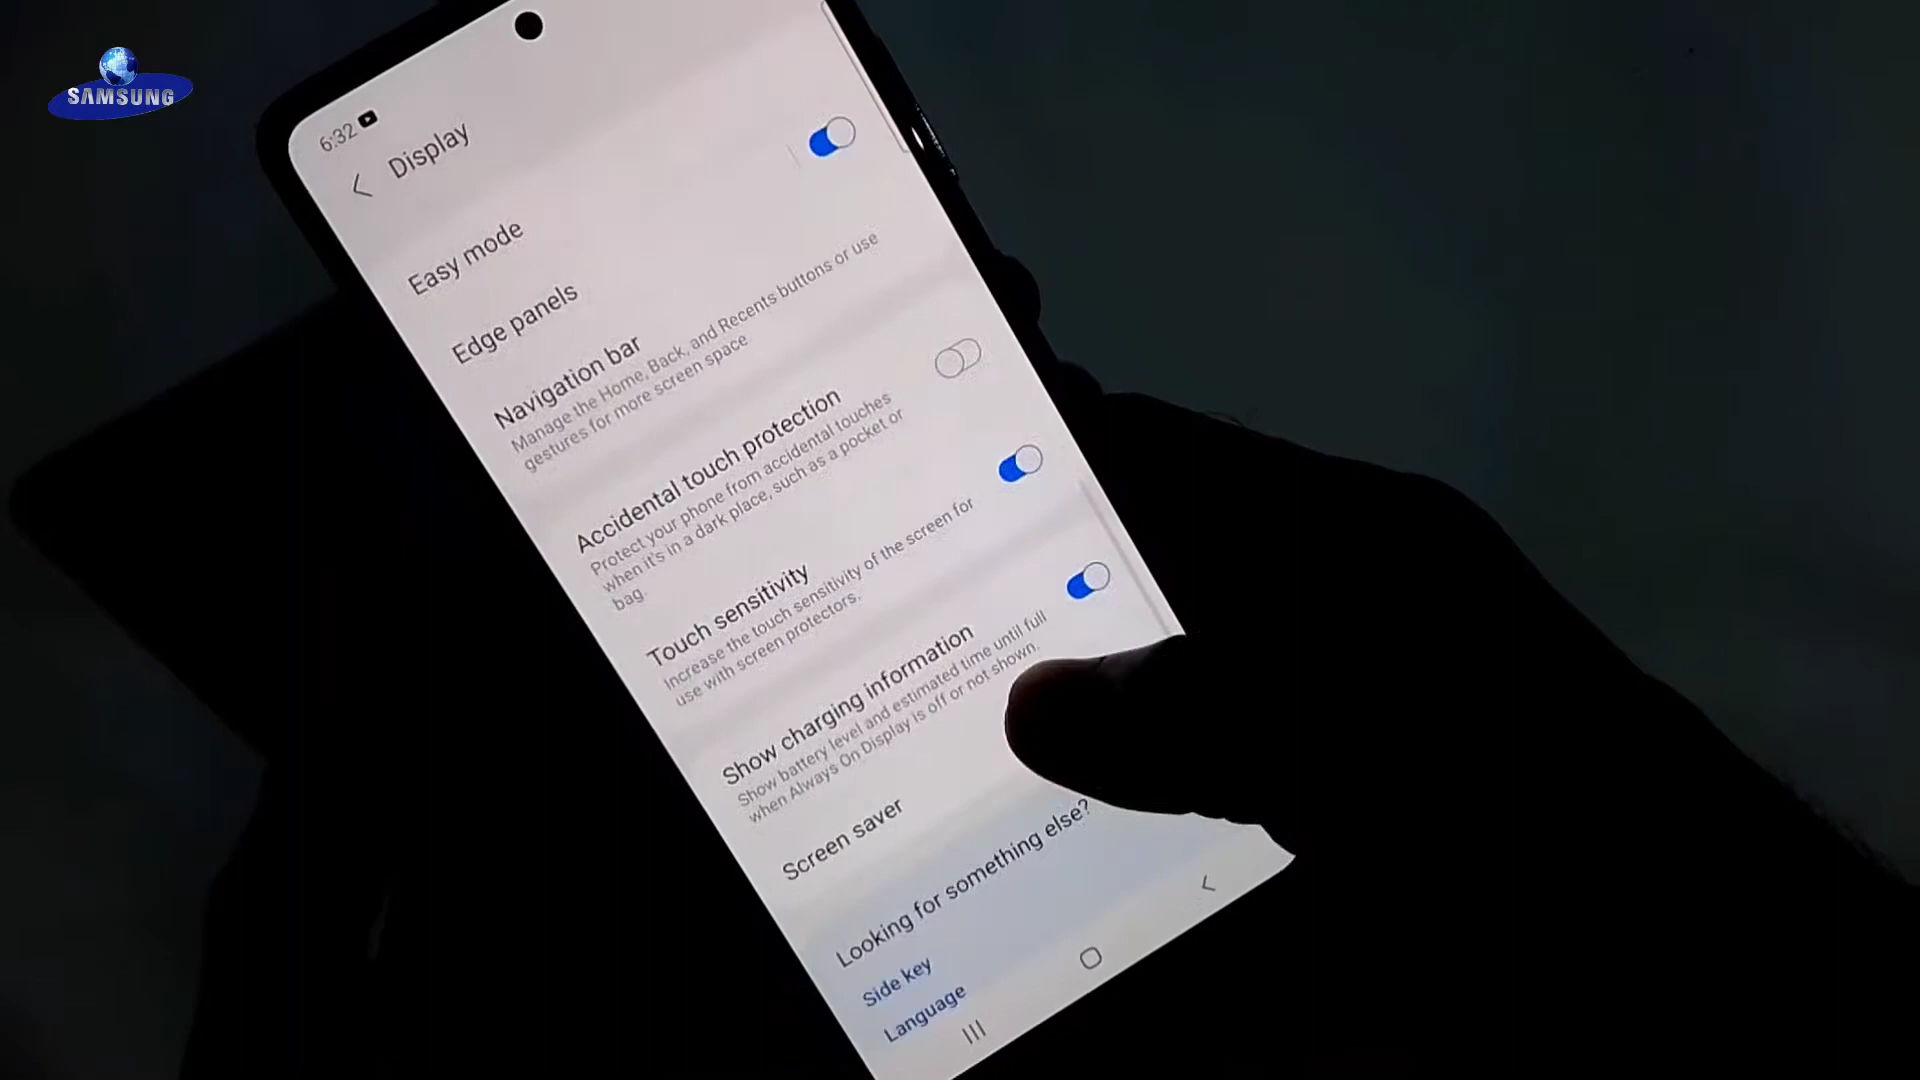 SAMSUNG
6:32
Display
Easy mode
Edge panels
Navigation bar
Manage the Home, Back, and Recents buttons or use
gestures for more screen space
Accidental touch protection
Protect your phone from accidental touches
when it's in a dark place, such as a pocket or
bag.
Touch sensitivity
Increase the touch sensitivity of the screen for
use with screen protectors.
Show charging information
Show battery level and estimated time until full
when Always On Display is off or not shown.
Screen saver
Looking for something else?
Side key
Language